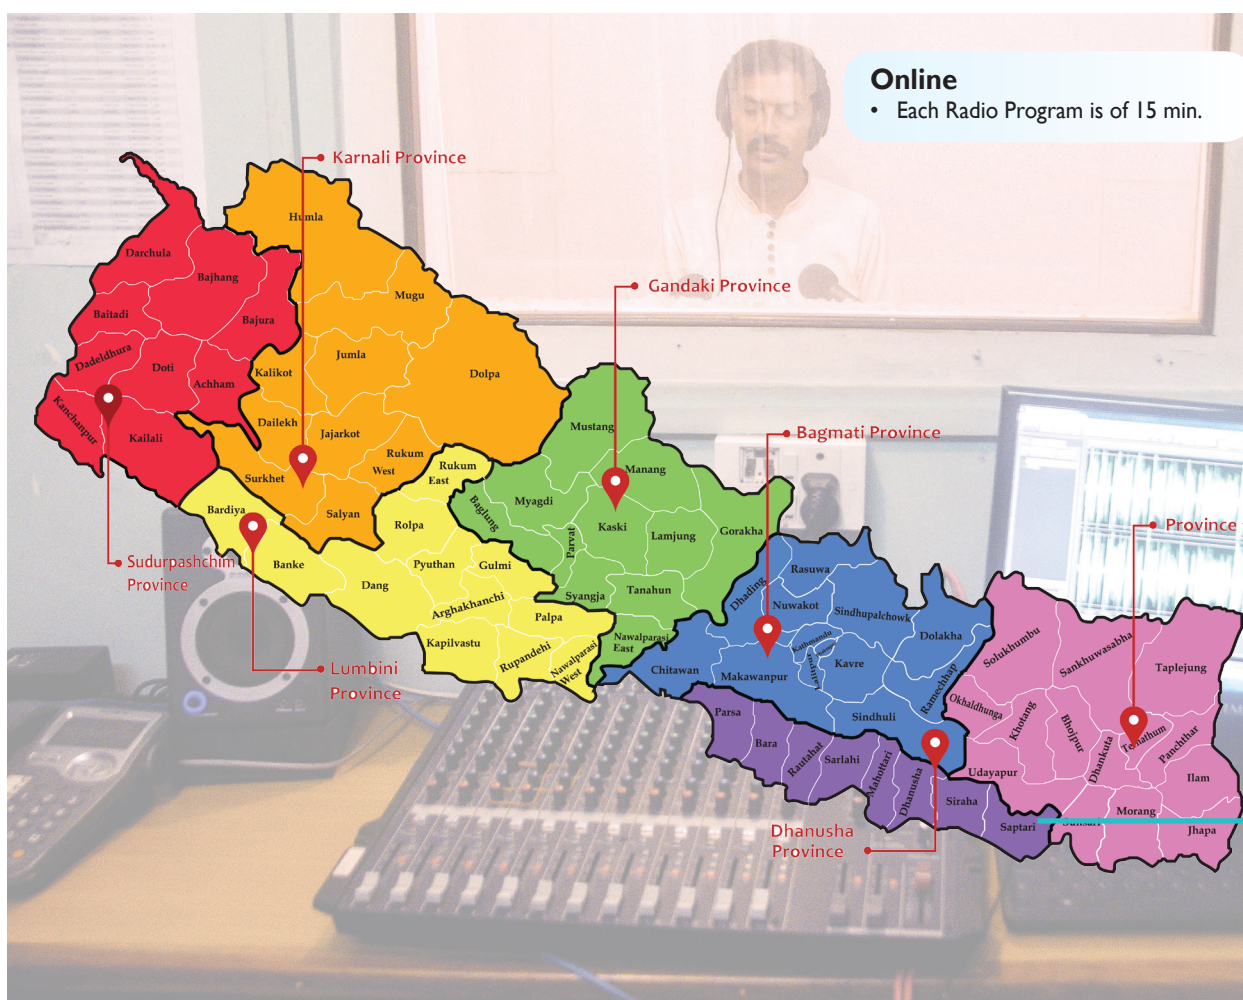 Online
• Each Radio Program is of 15 min.
Karnali Province
Gandaki Province
Bagmati Province
Province
Sudurpashchim
Province
Lumbini
Province
Dhanusha
Province
Humla
Darchula
Bajhang
Mugu
Baitadi
Bajura
Jumla
Dadeldhura
Doti
Kalikot
Dolpa
Achham
Kanchanpur
Kailali
Dailekh
Jajarkot
Mustang
Rukum
West
Rukum
East
Manang
Surkhet
Salyan
Bardiya
Rolpa
Baglung
Myagdi
Kaski
Parvat
Lamjung
Gorakha
Banke
Dang
Pyuthan
Gulmi
Syangja
Tanahun
Arghakhanchi
Palpa
Kapilvastu
Rupandehi
Nawalparasi
West
Nawalparasi
East
Dhading
Rasuwa
Nuwakot
Sindhupalchowk
Dolakha
Kathmandu
Lalitpur
Kavre
Chitawan
Makawanpur
Ramechhap
Sindhuli
Parsa
Bara
Rautahat
Sarlahi
Mahottari
Dhanusha
Siraha
Saptari
Solukhumbu
Sankhuwasabha
Taplejung
Okhaldhunga
Khotang
Bhojpur
Dhankuta
Panchthar
Udayapur
Ilam
Morang
Jhapa